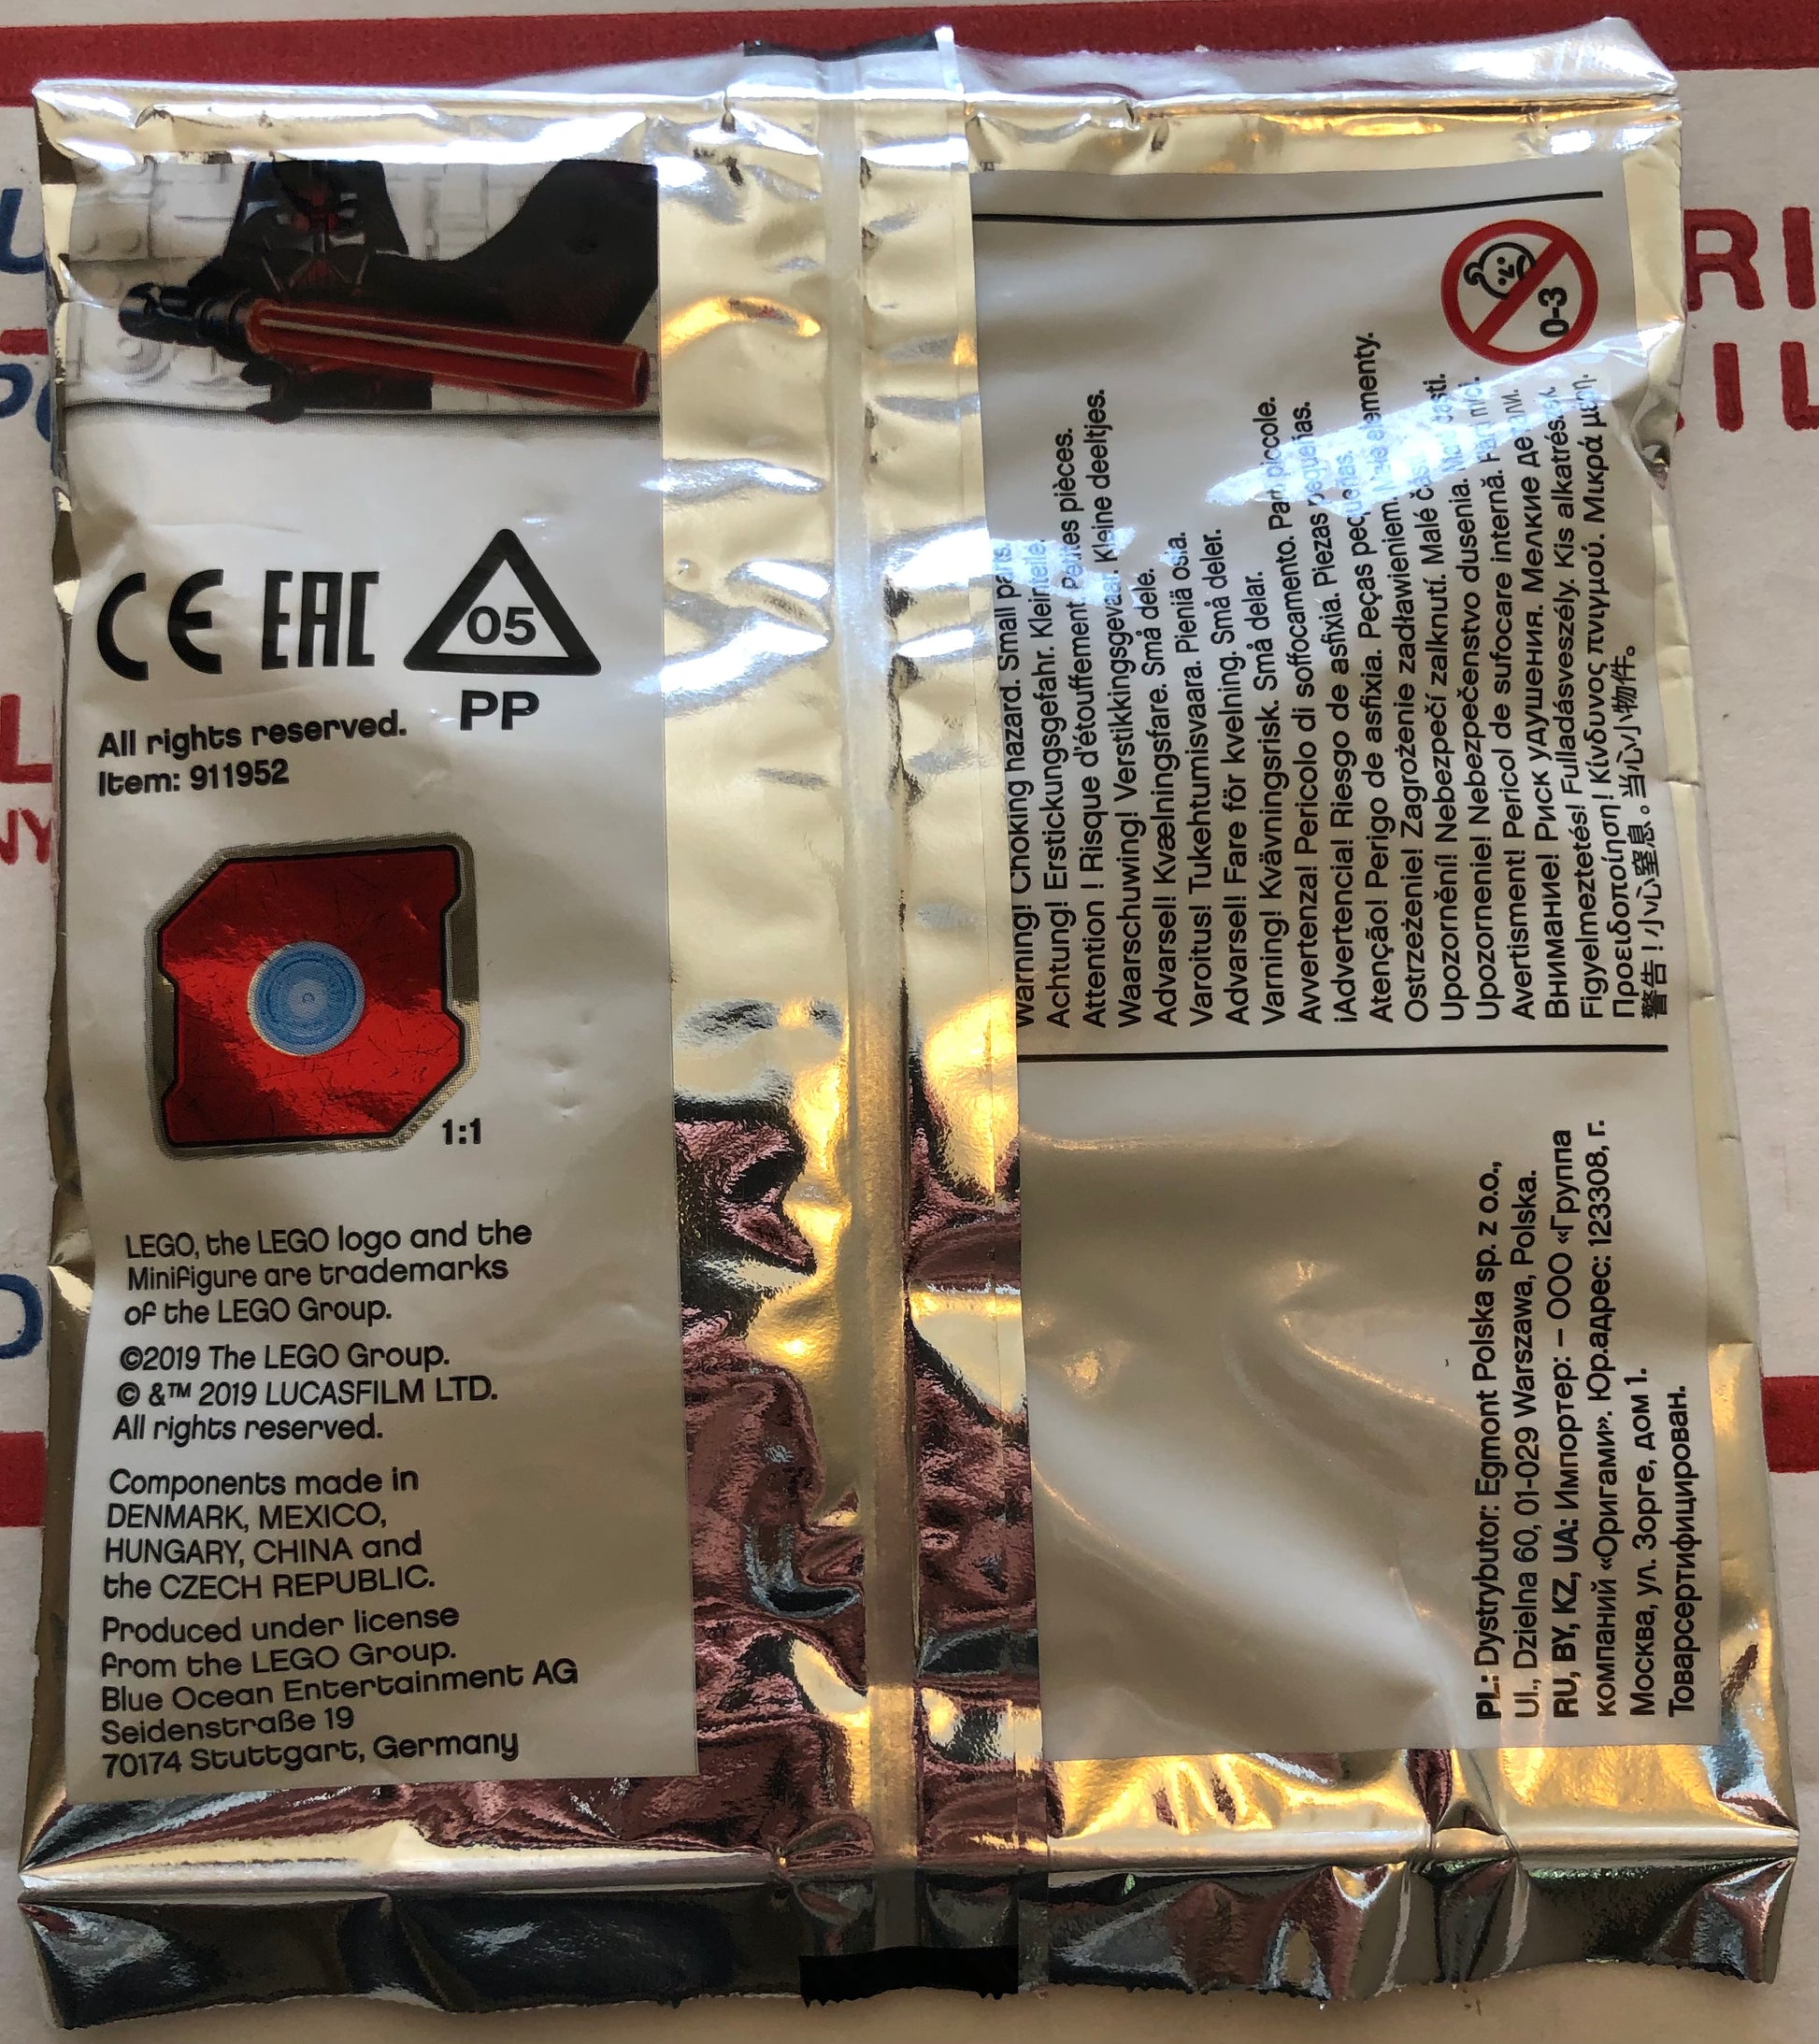 CE EAC 05
PP
All rights reserved.
Item: 911952
1:1
LEGO, the LEGO logo and the
Minifigure are trademarks
of the LEGO Group.
©2019 The LEGO Group.
© &™ 2019 LUCASFILM LTD.
All rights reserved.
Components made in
DENMARK, MEXICO,
HUNGARY, CHINA and
the CZECH REPUBLIC.
Produced under license
from the LEGO Group.
Blue Ocean Entertainment AG
Seidenstraße 19
70174 Stuttgart, Germany
0-3
Warning! Choking hazard. Small parts.
Achtung! Erstickungsgefahr. Kleinteile.
Attention ! Risque d'étouffement. Petites pièces.
Waarschuwing! Verstikkingsgevaar. Kleine deeltjes.
Advarsel! Kvælningsfare. Små dele.
Varoitus! Tukehtumisvaara. Pieniä osia.
Advarsel! Fare för kvelning. Små deler.
Varning! Kävningsrisk. Små delar.
Avvertenza! Pericolo di soffocamento. Parti piccole.
¡Advertencia! Riesgo de asfixia. Piezas pequeñas.
Atenção! Perigo de asfixia. Peças pequenas.
Ostrzeżenie! Zagrożenie zadławieniem. Małe elementy.
Upozornění! Nebezpečí zalknutí. Malé části.
Upozornenie! Nebezpečenstvo dusenia. Malé časti.
Avertisment! Pericol de sufocare internă. Părți mici.
Внимание! Риск удушения. Мелкие
Figyelmeztetés! Fulladásveszély. Kis alkatrészek.
Προειδοποίηση! Κίνδυνος πνιγμού. Μικρά μέρη.
警告！小心窒息。当心小物件。
PL: Dystrybutor: Egmont Polska sp. z o.o.,
Ul., Dzielna 60, 01-029 Warszawa, Polska.
RU, BY, KZ, UA: Импортер: – ООО «Группа
компаний «Оригами». Юр.адрес: 123308, г.
Москва, ул. Зорге, дом 1.
Товарсертифицирован.